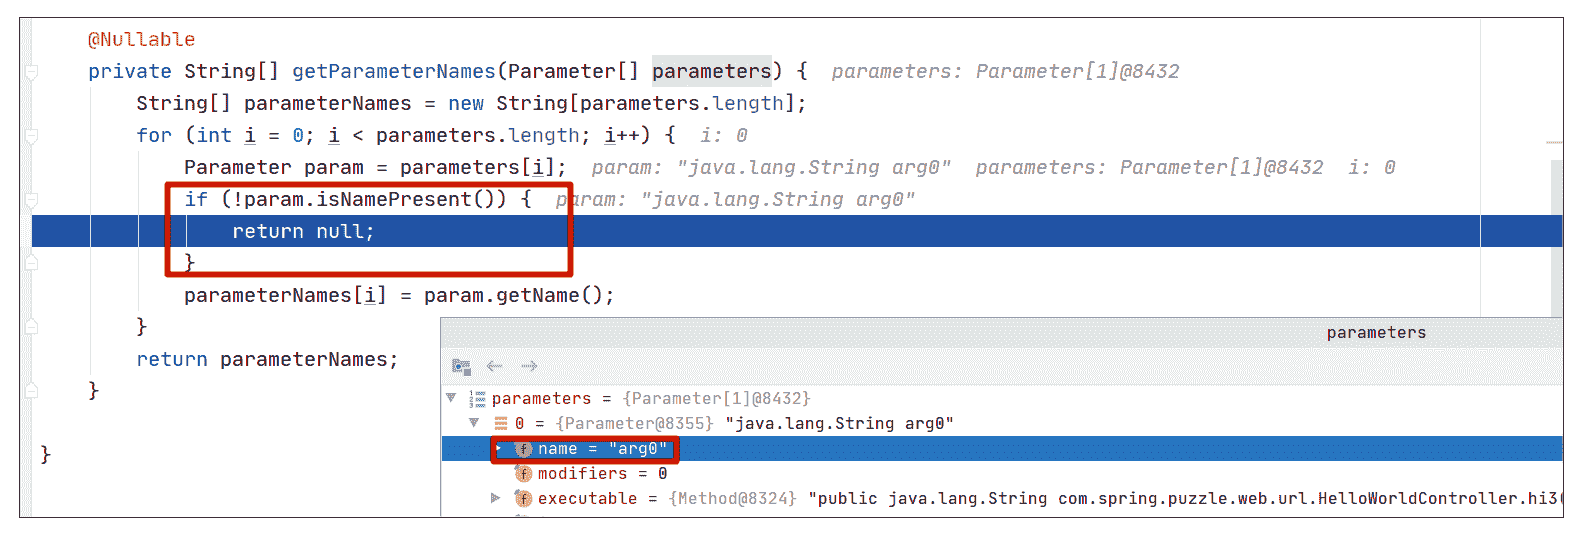 @Nullable
private String[] getParameterNames(Parameter[] parameters) {  parameters: Parameter[1]@8432
String[] parameterNames = new String[parameters.length];
for (int i = 0; i < parameters.length; i++) {  i: 0
Parameter param = parameters[i];  param: "java.lang.String arg0"  parameters: Parameter[1]@8432  i: 0
if (!param.isNamePresent()) {  param: "java.lang.String arg0"
return null;
}
parameterNames[i] = param.getName();
}
return parameterNames;
}
}
parameters
parameters = {Parameter[1]@8432}
0 = {Parameter@8355} "java.lang.String arg0"
name = "arg0"
modifiers = 0
executable = {Method@8324} "public java.lang.String com.spring.puzzle.web.url.HelloWorldController.hi3(